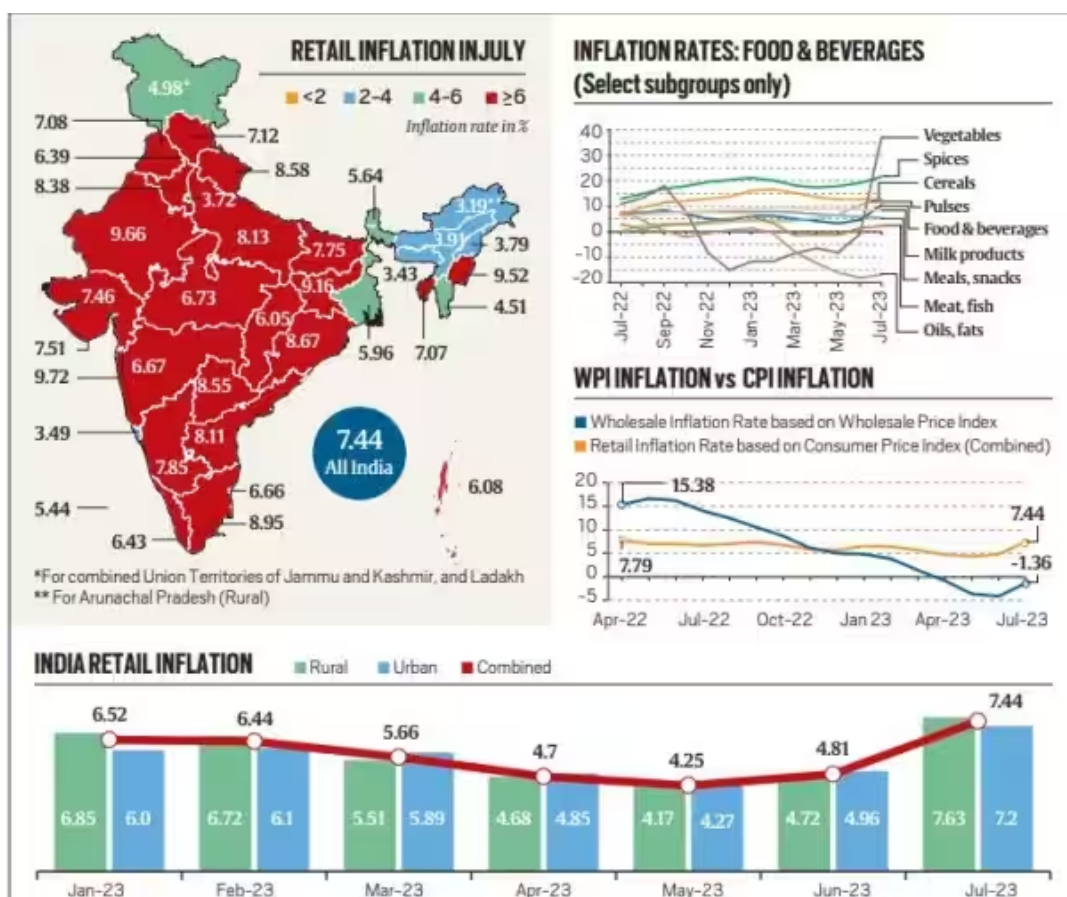 RETAIL INFLATION IN JULY
<2 2-4 4-6 ≥6
Inflation rate in %
4.98*
7.08
7.12
6.39
8.58
8.38
3.72
5.64
3.19**
9.66
8.13
7.75
3.91
3.79
3.43
9.52
7.46
6.73
9.16
4.51
6.05
7.51
8.67
5.96
7.07
6.67
9.72
8.55
3.49
8.11
7.44
All India
7.85
6.08
6.66
5.44
8.95
6.43
*For combined Union Territories of Jammu and Kashmir, and Ladakh
** For Arunachal Pradesh (Rural)
INFLATION RATES: FOOD & BEVERAGES
(Select subgroups only)
40
30
20
10
0
-10
-20
Vegetables
Spices
Cereals
Pulses
Food & beverages
Milk products
Meals, snacks
Meat, fish
Oils, fats
Jul-22
Sep-22
Nov-22
Jan-23
Mar-23
May-23
Jul-23
WPI INFLATION vs CPI INFLATION
Wholesale Inflation Rate based on Wholesale Price Index
Retail Inflation Rate based on Consumer Price Index (Combined)
20
15
10
5
0
-5
15.38
7.79
7.44
-1.36
Apr-22 Jul-22 Oct-22 Jan 23 Apr-23 Jul-23
INDIA RETAIL INFLATION Rural Urban Combined
6.52 6.44 5.66 4.7 4.25 4.81 7.44
6.85 6.0 6.72 6.1 5.51 5.89 4.68 4.85 4.17 4.27 4.72 4.96 7.63 7.2
Jan-23 Feb-23 Mar-23 Apr-23 May-23 Jun-23 Jul-23